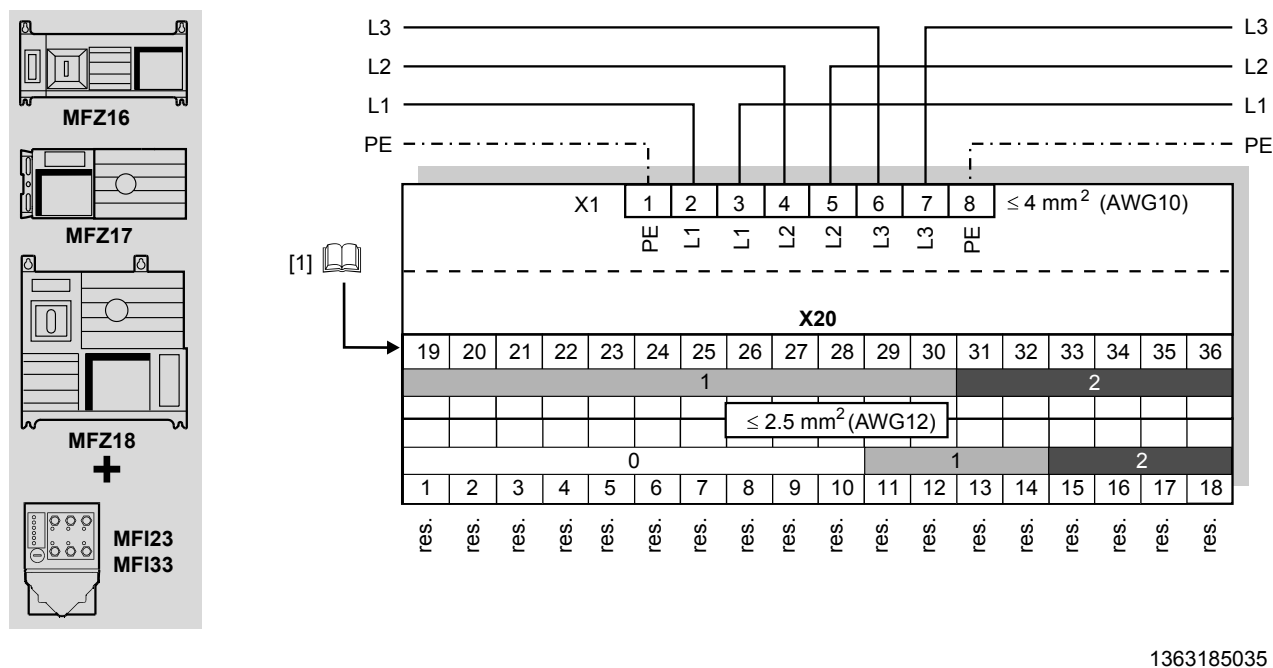 MFZ16
MFZ17
MFZ18
MFI23
MFI33
L3 L3
L2 L2
L1 L1
PE PE
X1 1 2 3 4 5 6 7 8 ≤ 4 mm² (AWG10)
PE L1 L1 L2 L2 L3 L3 PE
[1]
X20
19 20 21 22 23 24 25 26 27 28 29 30 31 32 33 34 35 36
1 2
≤ 2.5 mm² (AWG12)
0 1 2
1 2 3 4 5 6 7 8 9 10 11 12 13 14 15 16 17 18
res. res. res. res. res. res. res. res. res. res. res. res. res. res. res. res. res. res.
1363185035